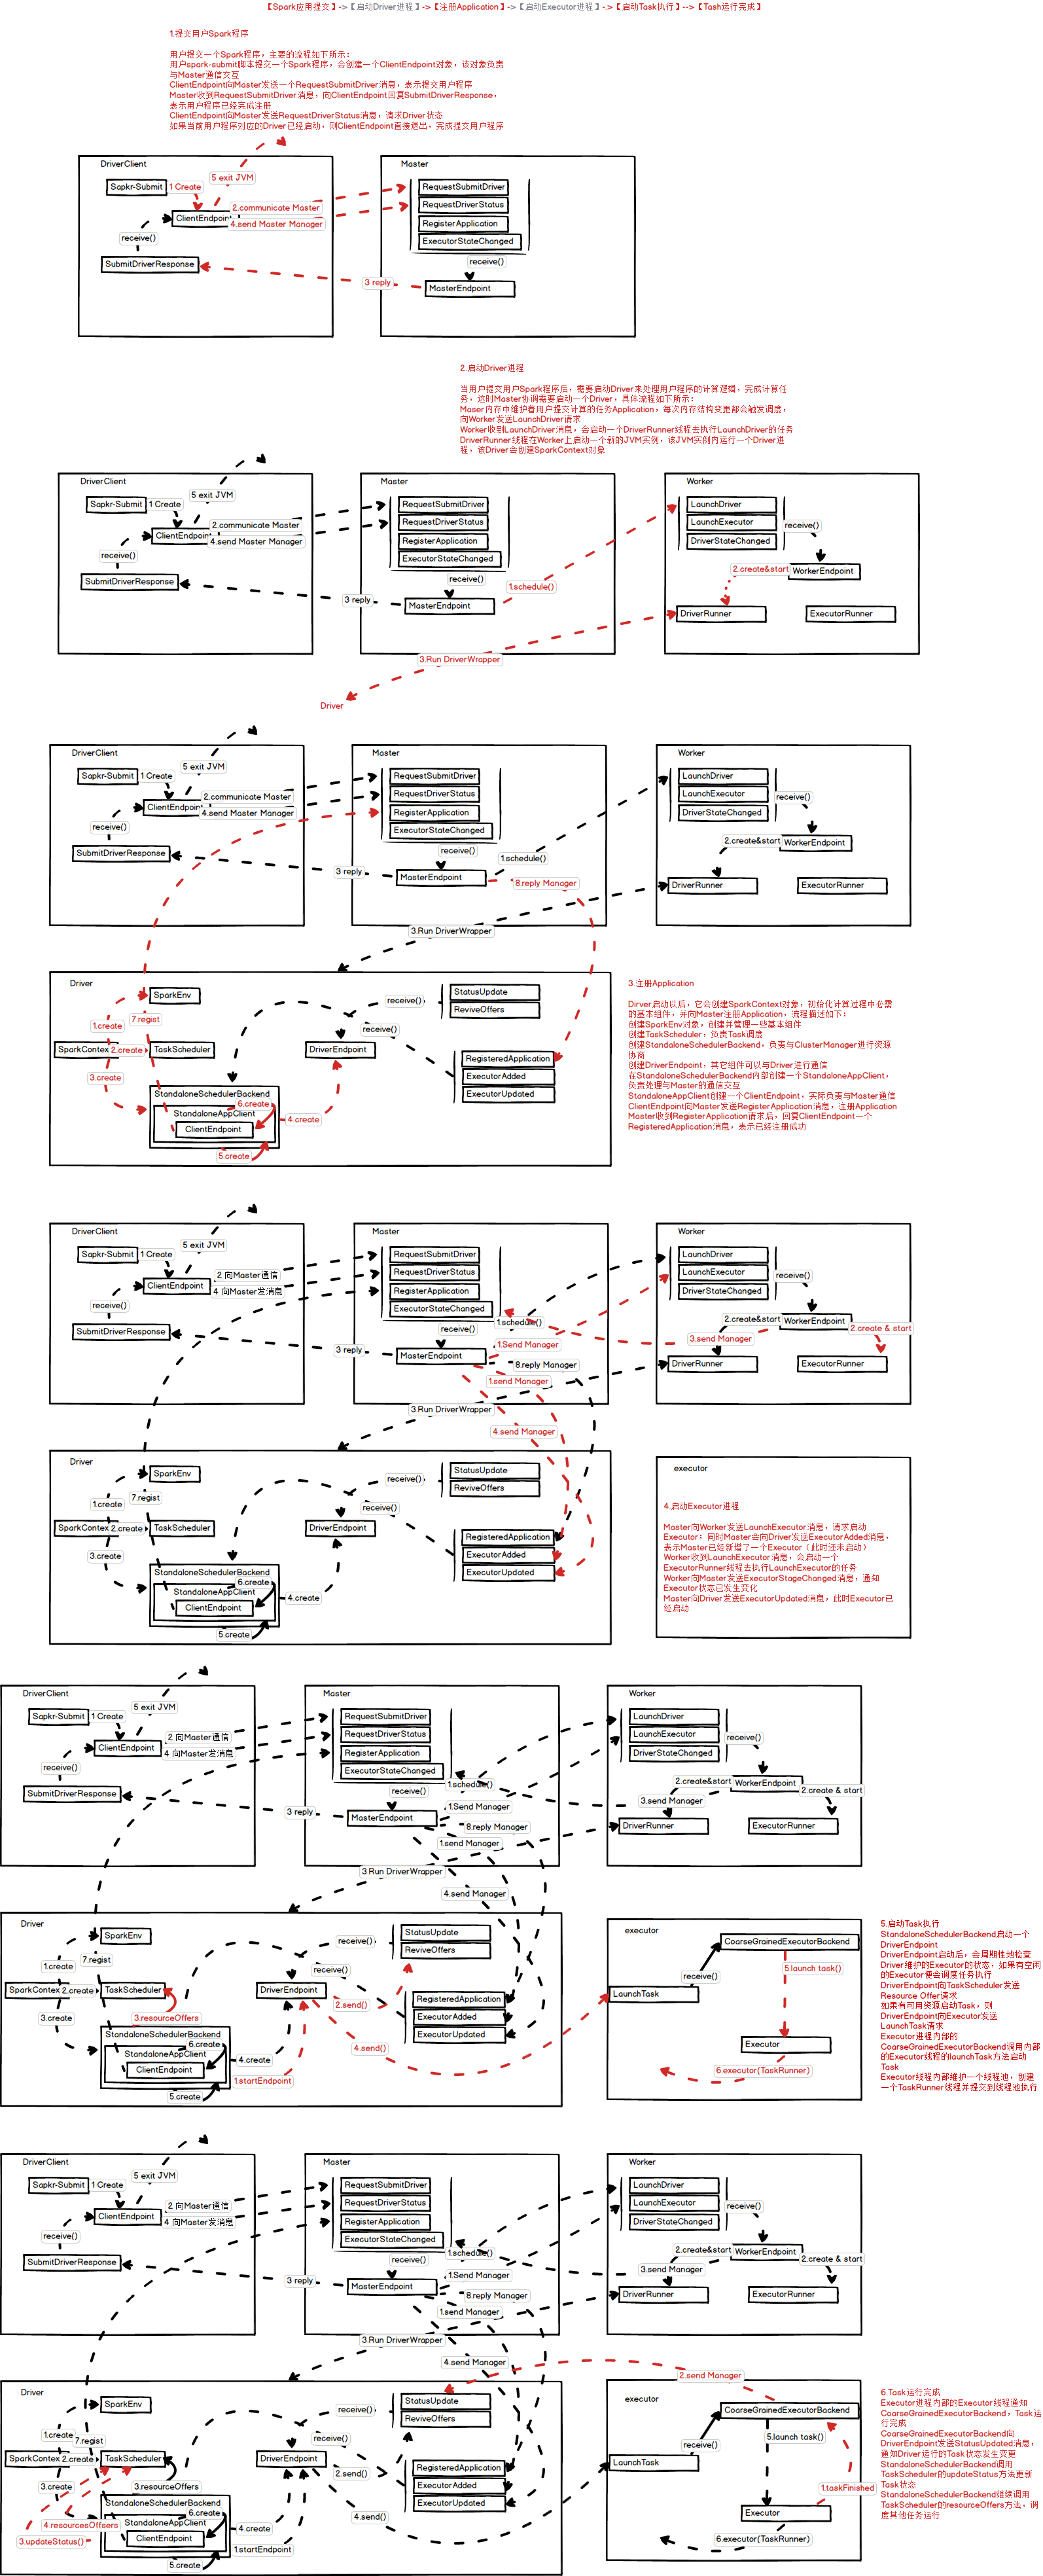 【Spark应用提交】->【启动Driver进程】->【注册Application】->【启动Executor进程】-.>【启动Task执行】-->【Tash运行完成】
1.提交用户Spark程序
用户提交一个Spark程序，主要的流程如下所示：
用户spark-submit脚本提交一个Spark程序，会创建一个ClientEndpoint对象，该对象负责
与Master通信交互
ClientEndpoint向Master发送一个RequestSubmitDriver消息，表示提交用户程序
Master收到RequestSubmitDriver消息，向ClientEndpoint回复SubmitDriverResponse，
表示用户程序已经完成注册
ClientEndpoint向Master发送RequestDriverStatus消息，请求Driver状态
如果当前用户程序对应的Driver已经启动，则ClientEndpoint直接退出，完成提交用户程序
DriverClient
Master
5 exit JVM
Sapkr-Submit
1 Create
RequestSubmitDriver
2.communicate Master
RequestDriverStatus
ClientEndpoint
4.send Master Manager
RegisterApplication
receive()
ExecutorStateChanged
SubmitDriverResponse
receive()
3 reply
MasterEndpoint
2.启动Driver进程
当用户提交用户Spark程序后，需要启动Driver来处理用户程序的计算逻辑，完成计算任
务，这时Master协调需要启动一个Driver，具体流程如下所示：
Maser内存中维护着用户提交计算的任务Application，每次内存结构变更都会触发调度，
向Worker发送LaunchDriver请求
Worker收到LaunchDriver消息，会启动一个DriverRunner线程去执行LaunchDriver的任务
DriverRunner线程在Worker上启动一个新的JVM实例，该JVM实例内运行一个Driver进
程，该Driver会创建SparkContext对象
DriverClient
Master
Worker
5 exit JVM
Sapkr-Submit
1 Create
RequestSubmitDriver
LaunchDriver
2.communicate Master
RequestDriverStatus
LaunchExecutor
receive()
ClientEndpoint
4.send Master Manager
RegisterApplication
DriverStateChanged
receive()
ExecutorStateChanged
2.create&start
WorkerEndpoint
SubmitDriverResponse
receive()
1.schedule()
3 reply
MasterEndpoint
DriverRunner
ExecutorRunner
3.Run DriverWrapper
Driver
DriverClient
Master
Worker
5 exit JVM
Sapkr-Submit
1 Create
RequestSubmitDriver
LaunchDriver
2.communicate Master
RequestDriverStatus
LaunchExecutor
receive()
ClientEndpoint
4.send Master Manager
RegisterApplication
DriverStateChanged
receive()
ExecutorStateChanged
2.create&start
WorkerEndpoint
SubmitDriverResponse
receive()
1.schedule()
3 reply
MasterEndpoint
8.reply Manager
DriverRunner
ExecutorRunner
3.Run DriverWrapper
Driver
SparkEnv
StatusUpdate
receive()
ReviveOffers
1.create
7.regist
receive()
SparkContex
2.create
TaskScheduler
DriverEndpoint
RegisteredApplication
3.create
ExecutorAdded
StandaloneSchedulerBackend
ExecutorUpdated
6.create
StandaloneAppClient
4.create
ClientEndpoint
5.create
3.注册Application
Dirver启动以后，它会创建SparkContext对象，初始化计算过程中必需
的基本组件，并向Master注册Application，流程描述如下：
创建SparkEnv对象，创建并管理一些基本组件
创建TaskScheduler，负责Task调度
创建StandaloneSchedulerBackend，负责与ClusterManager进行资源
协商
创建DriverEndpoint，其它组件可以与Driver进行通信
在StandaloneSchedulerBackend内部创建一个StandaloneAppClient，
负责处理与Master的通信交互
StandaloneAppClient创建一个ClientEndpoint，实际负责与Master通信
ClientEndpoint向Master发送RegisterApplication消息，注册Application
Master收到RegisterApplication请求后，回复ClientEndpoint一个
RegisteredApplication消息，表示已经注册成功
DriverClient
Master
Worker
5 exit JVM
Sapkr-Submit
1 Create
RequestSubmitDriver
LaunchDriver
2 向Master通信
RequestDriverStatus
LaunchExecutor
receive()
ClientEndpoint
4 向Master发消息
RegisterApplication
DriverStateChanged
receive()
ExecutorStateChanged
1.schedule()
2.create&start
WorkerEndpoint
2.create & start
SubmitDriverResponse
receive()
1.Send Manager
3.send Manager
3 reply
MasterEndpoint
8.reply Manager
DriverRunner
ExecutorRunner
1.send Manager
3.Run DriverWrapper
4.send Manager
Driver
SparkEnv
StatusUpdate
receive()
ReviveOffers
1.create
7.regist
receive()
SparkContex
2.create
TaskScheduler
DriverEndpoint
RegisteredApplication
3.create
ExecutorAdded
StandaloneSchedulerBackend
ExecutorUpdated
6.create
StandaloneAppClient
4.create
ClientEndpoint
5.create
executor
4.启动Executor进程
Master向Worker发送LaunchExecutor消息，请求启动
Executor；同时Master会向Driver发送ExecutorAdded消息，
表示Master已经新增了一个Executor（此时还未启动）
Worker收到LaunchExecutor消息，会启动一个
ExecutorRunner线程去执行LaunchExecutor的任务
Worker向Master发送ExecutorStageChanged消息，通知
Executor状态已发生变化
Master向Driver发送ExecutorUpdated消息，此时Executor已
经启动
DriverClient
Master
Worker
5 exit JVM
Sapkr-Submit
1 Create
RequestSubmitDriver
LaunchDriver
2 向Master通信
RequestDriverStatus
LaunchExecutor
receive()
ClientEndpoint
4 向Master发消息
RegisterApplication
DriverStateChanged
receive()
ExecutorStateChanged
1.schedule()
2.create&start
WorkerEndpoint
2.create & start
SubmitDriverResponse
receive()
1.Send Manager
3.send Manager
3 reply
MasterEndpoint
8.reply Manager
DriverRunner
ExecutorRunner
1.send Manager
3.Run DriverWrapper
4.send Manager
Driver
SparkEnv
StatusUpdate
receive()
ReviveOffers
1.create
7.regist
receive()
SparkContex
2.create
TaskScheduler
DriverEndpoint
2.send()
RegisteredApplication
3.create
3.resourceOffers
ExecutorAdded
StandaloneSchedulerBackend
ExecutorUpdated
6.create
4.send()
StandaloneAppClient
4.create
ClientEndpoint
1.startEndpoint
5.create
executor
CoarseGrainedExecutorBackend
5.launch task()
receive()
LaunchTask
Executor
6.executor(TaskRunner)
5.启动Task执行
StandaloneSchedulerBackend启动一个
DriverEndpoint
DriverEndpoint启动后，会周期性地检查
Driver维护的Executor的状态，如果有空闲
的Executor便会调度任务执行
DriverEndpoint向TaskScheduler发送
Resource Offer请求
如果有可用资源启动Task，则
DriverEndpoint向Executor发送
LaunchTask请求
Executor进程内部的
CoarseGrainedExecutorBackend调用内部
的Executor线程的launchTask方法启动
Task
Executor线程内部维护一个线程池，创建
一个TaskRunner线程并提交到线程池执行
DriverClient
Master
Worker
5 exit JVM
Sapkr-Submit
1 Create
RequestSubmitDriver
LaunchDriver
2 向Master通信
RequestDriverStatus
LaunchExecutor
receive()
ClientEndpoint
4 向Master发消息
RegisterApplication
DriverStateChanged
receive()
ExecutorStateChanged
1.schedule()
2.create&start
WorkerEndpoint
2.create & start
SubmitDriverResponse
receive()
1.Send Manager
3.send Manager
3 reply
MasterEndpoint
8.reply Manager
DriverRunner
ExecutorRunner
1.send Manager
3.Run DriverWrapper
4.send Manager
2.send Manager
Driver
SparkEnv
StatusUpdate
receive()
ReviveOffers
1.create
7.regist
receive()
SparkContex
2.create
TaskScheduler
DriverEndpoint
2.send()
RegisteredApplication
3.create
3.resourceOffers
ExecutorAdded
StandaloneSchedulerBackend
ExecutorUpdated
6.create
4.send()
4.resourcesOffsers
StandaloneAppClient
4.create
3.updateStatus()
ClientEndpoint
1.startEndpoint
5.create
executor
CoarseGrainedExecutorBackend
5.launch task()
receive()
LaunchTask
1.taskFinished
Executor
6.executor(TaskRunner)
6.Task运行完成
Executor进程内部的Executor线程通知
CoarseGrainedExecutorBackend，Task运
行完成
CoarseGrainedExecutorBackend向
DriverEndpoint发送StatusUpdated消息，
通知Driver运行的Task状态发生变更
StandaloneSchedulerBackend调用
TaskScheduler的updateStatus方法更新
Task状态
StandaloneSchedulerBackend继续调用
TaskScheduler的resourceOffers方法，调
度其他任务运行